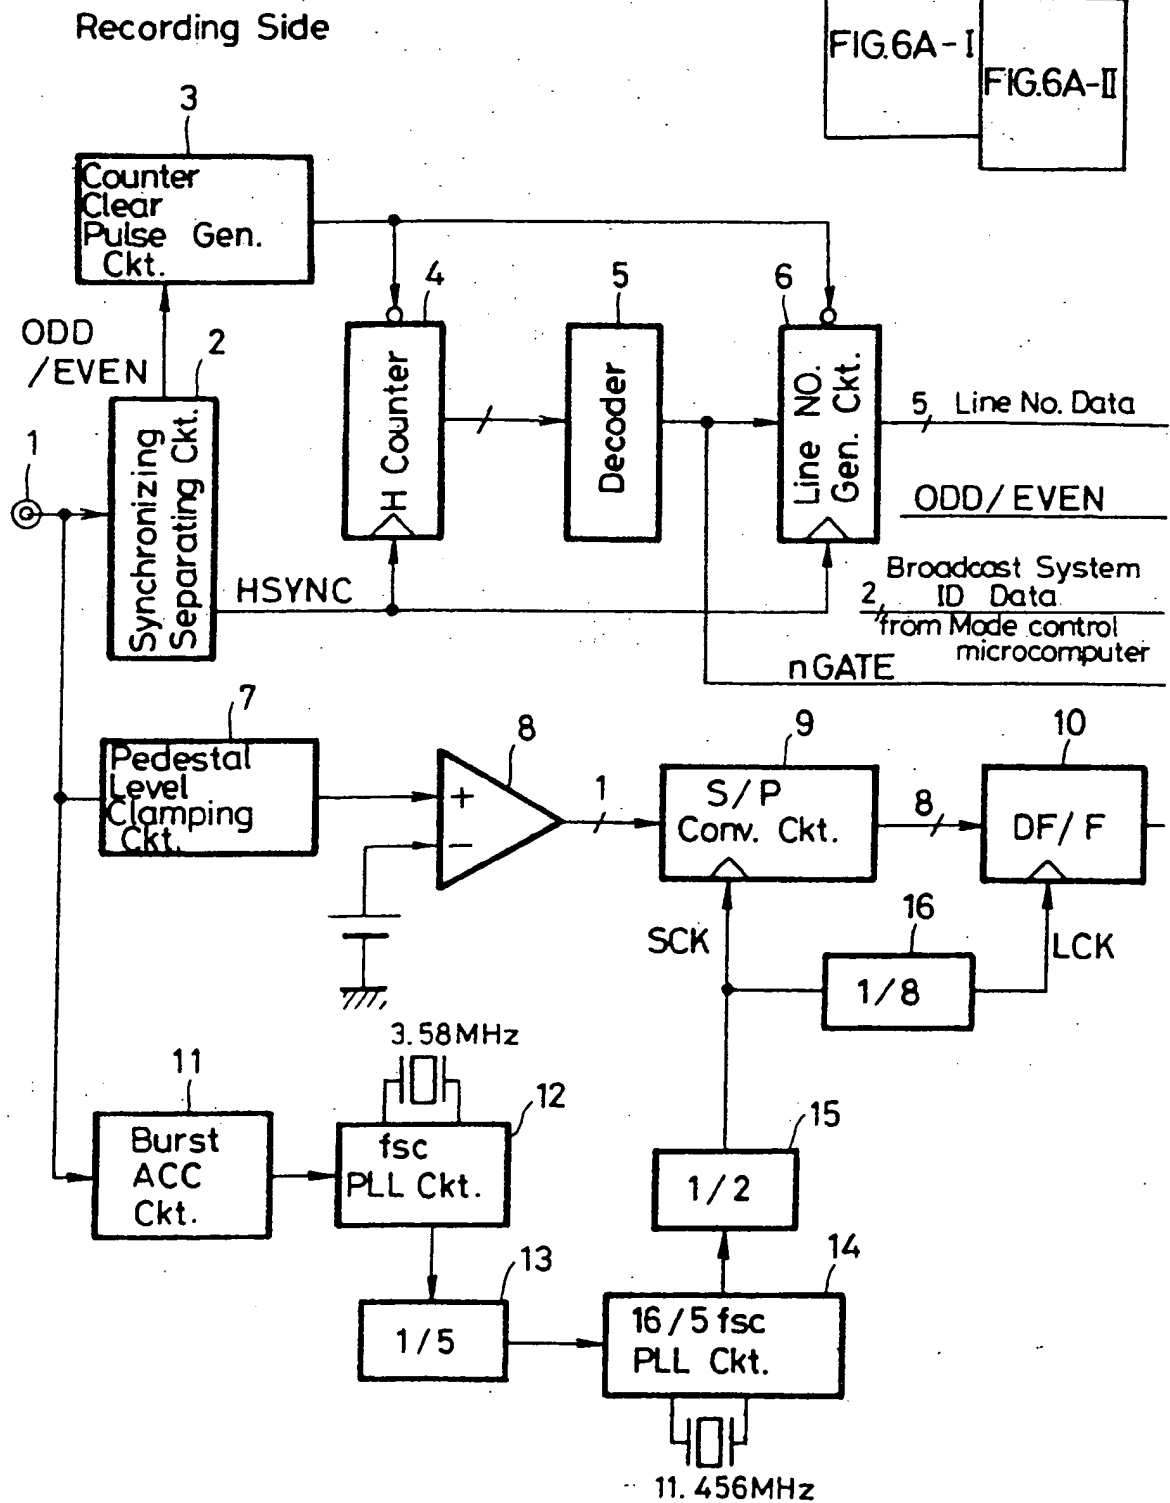 Recording Side
FIG.6A-I
FIG.6A-II
3
Counter
Clear
Pulse Gen.
Ckt.
4
5
6
ODD
/EVEN
2
1
Synchronizing
Separating Ckt.
H Counter
Decoder
Line NO.
Gen. Ckt.
5
Line No. Data
ODD/EVEN
HSYNC
Broadcast System
2
ID Data
from Mode control
microcomputer
nGATE
7
Pedestal
Level
Clamping
Ckt.
8
+
−
1
9
S/P
Conv. Ckt.
8
10
DF/F
SCK
16
1/8
LCK
3.58MHz
11
Burst
ACC
Ckt.
12
fsc
PLL Ckt.
15
1/2
13
1/5
14
16/5 fsc
PLL Ckt.
11.456MHz